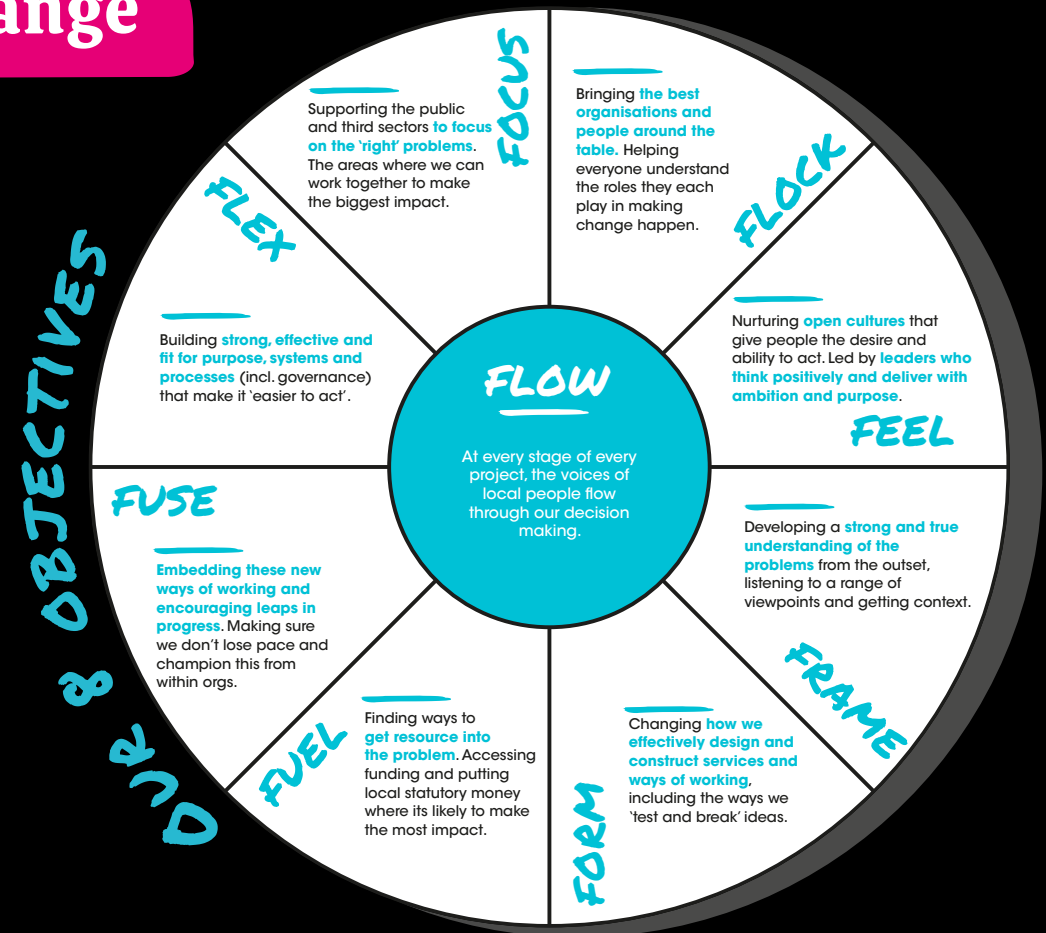 ange
OUR & OBJECTIVES
FOCUS
Supporting the public
and third sectors to focus
on the ‘right’ problems.
The areas where we can
work together to make
the biggest impact.
FLOCK
Bringing the best
organisations and
people around the
table. Helping
everyone understand
the roles they each
play in making
change happen.
FEEL
Nurturing open cultures that
give people the desire and
ability to act. Led by leaders who
think positively and deliver with
ambition and purpose.
FRAME
Developing a strong and true
understanding of the
problems from the outset,
listening to a range of
viewpoints and getting context.
FORM
Changing how we
effectively design and
construct services and
ways of working,
including the ways we
‘test and break’ ideas.
FUEL
Finding ways to
get resource into
the problem. Accessing
funding and putting
local statutory money
where its likely to make
the most impact.
FUSE
Embedding these new
ways of working and
encouraging leaps in
progress. Making sure
we don’t lose pace and
champion this from
within orgs.
FLEX
Building strong, effective and
fit for purpose, systems and
processes (incl. governance)
that make it ‘easier to act’.
FLOW
At every stage of every
project, the voices of
local people flow
through our decision
making.